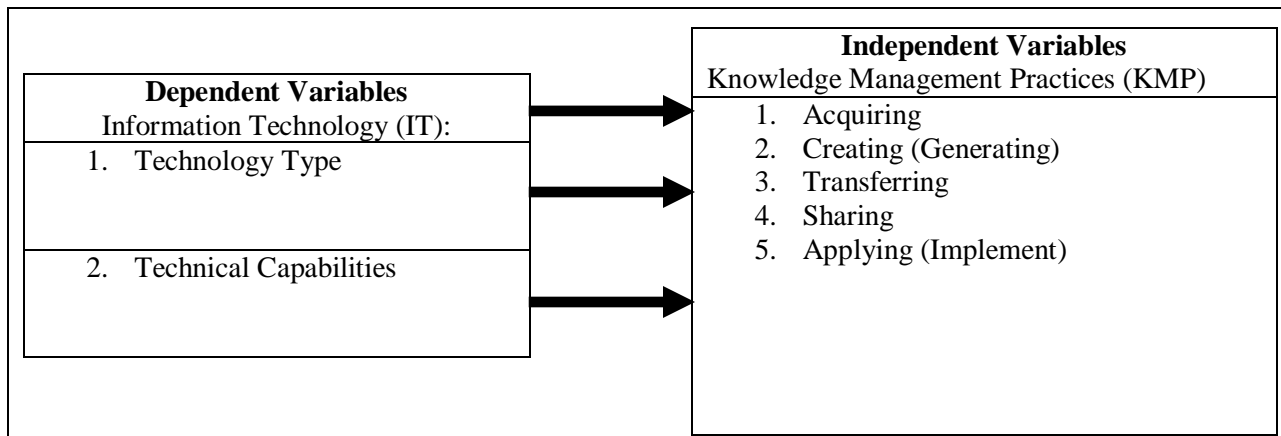 Dependent Variables
Information Technology (IT):
1. Technology Type
2. Technical Capabilities
Independent Variables
Knowledge Management Practices (KMP)
1. Acquiring
2. Creating (Generating)
3. Transferring
4. Sharing
5. Applying (Implement)